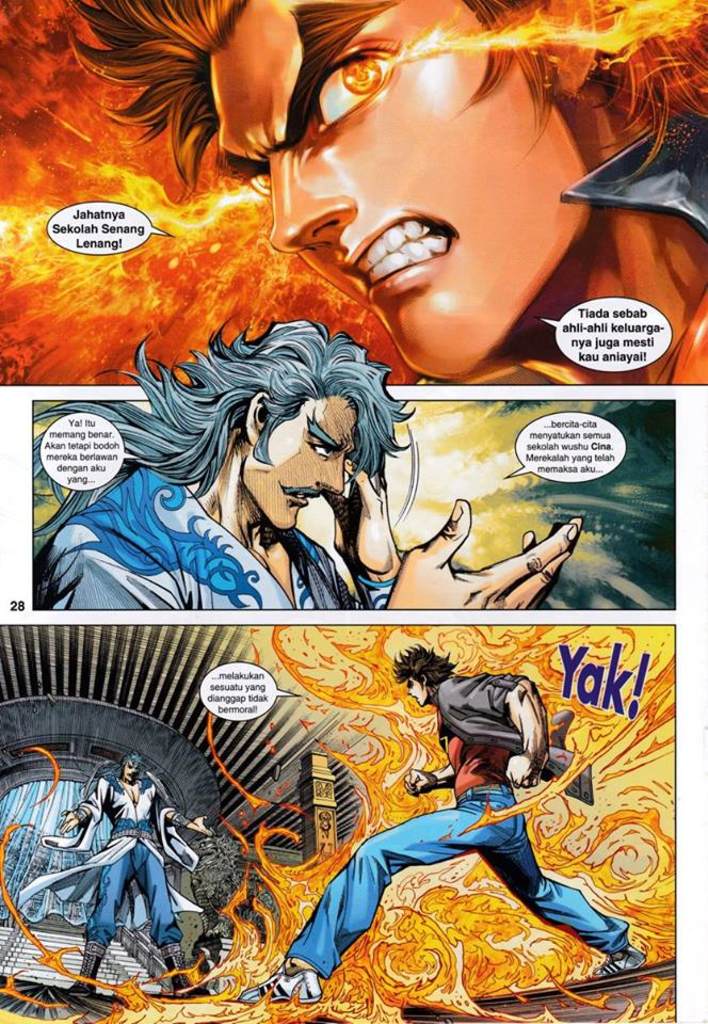 Jahatnya
Sekolah Senang
Lenang!
Tiada sebab
ahli-ahli keluarga-
nya juga mesti
kau aniayai!
Ya! Itu
memang benar.
Akan tetapi bodoh
mereka berlawan
dengan aku
yang...
...bercita-cita
menyatukan semua
sekolah wushu Cina.
Merekalah yang telah
memaksa aku...
28
...melakukan
sesuatu yang
dianggap tidak
bermoral!
Yak!